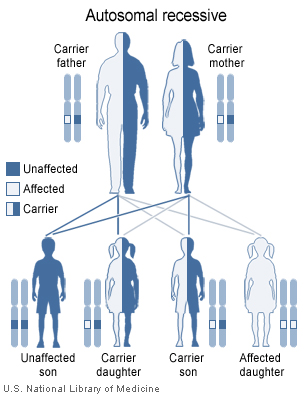 Autosomal recessive
Carrier father
Carrier mother
Unaffected
Affected
Carrier
Unaffected son
Carrier daughter
Carrier son
Affected daughter
U.S. National Library of Medicine